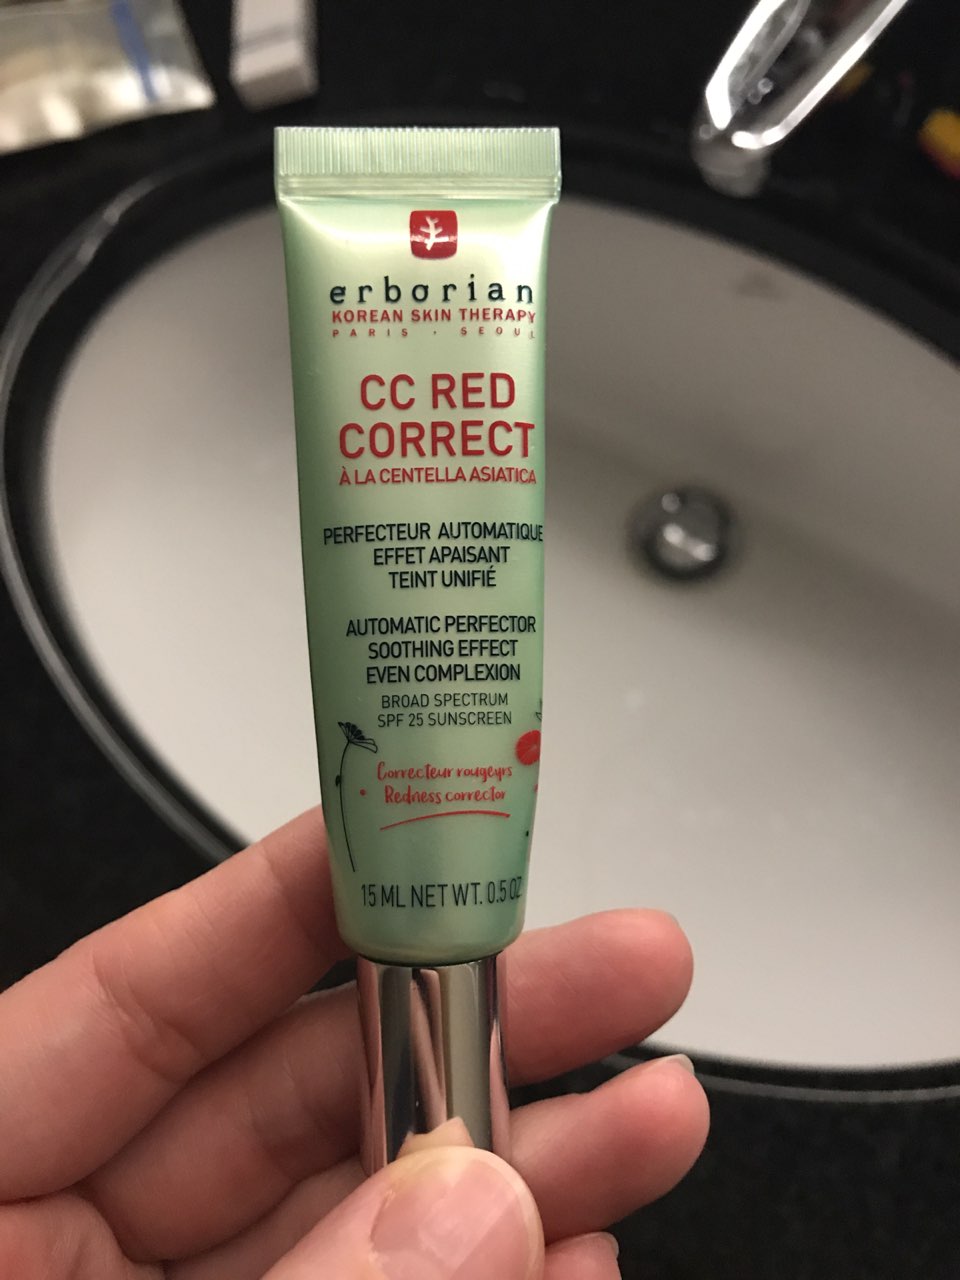 erborian
KOREAN SKIN THERAPY
PARIS · SEOUL
CC RED
CORRECT
À LA CENTELLA ASIATICA
PERFECTEUR AUTOMATIQUE
EFFET APAISANT
TEINT UNIFIÉ
AUTOMATIC PERFECTOR
SOOTHING EFFECT
EVEN COMPLEXION
BROAD SPECTRUM
SPF 25 SUNSCREEN
Correcteur rougeurs
Redness corrector
15 ML NET WT. 0.5 OZ